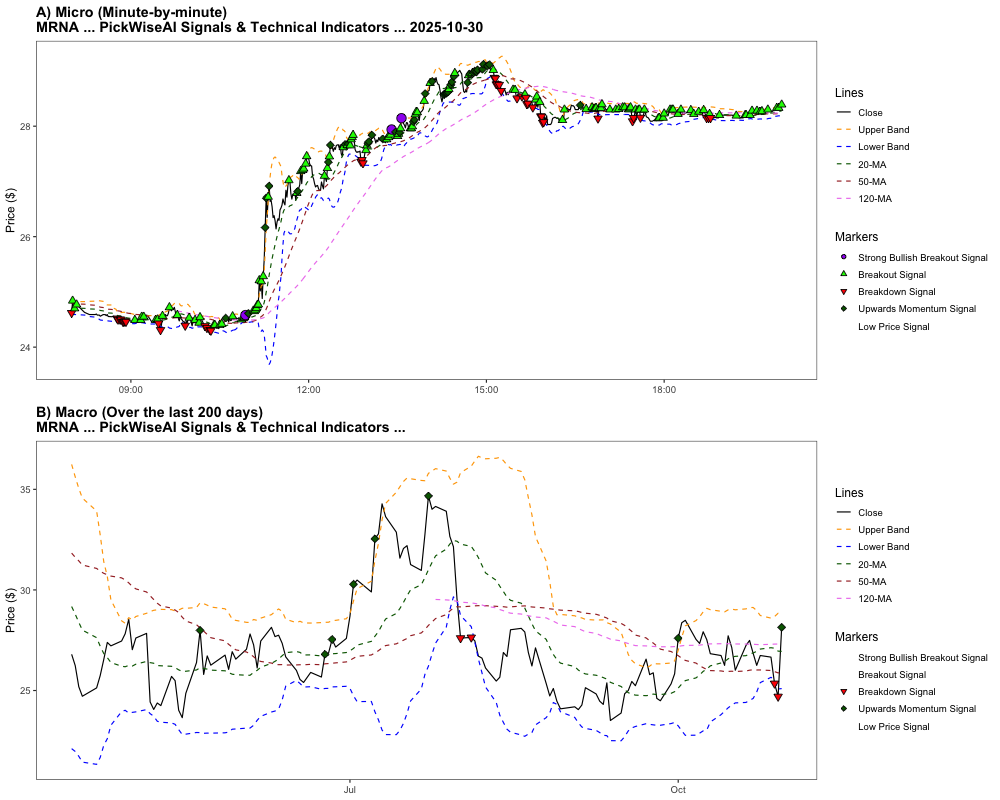 A) Micro (Minute-by-minute)
MRNA ... PickWiseAI Signals & Technical Indicators ... 2025-10-30
Price ($)
28
26
24
09:00
12:00
15:00
18:00
Lines
Close
Upper Band
Lower Band
20-MA
50-MA
120-MA
Markers
Strong Bullish Breakout Signal
Breakout Signal
Breakdown Signal
Upwards Momentum Signal
Low Price Signal
B) Macro (Over the last 200 days)
MRNA ... PickWiseAI Signals & Technical Indicators ...
Price ($)
35
30
25
Jul
Oct
Lines
Close
Upper Band
Lower Band
20-MA
50-MA
120-MA
Markers
Strong Bullish Breakout Signal
Breakout Signal
Breakdown Signal
Upwards Momentum Signal
Low Price Signal